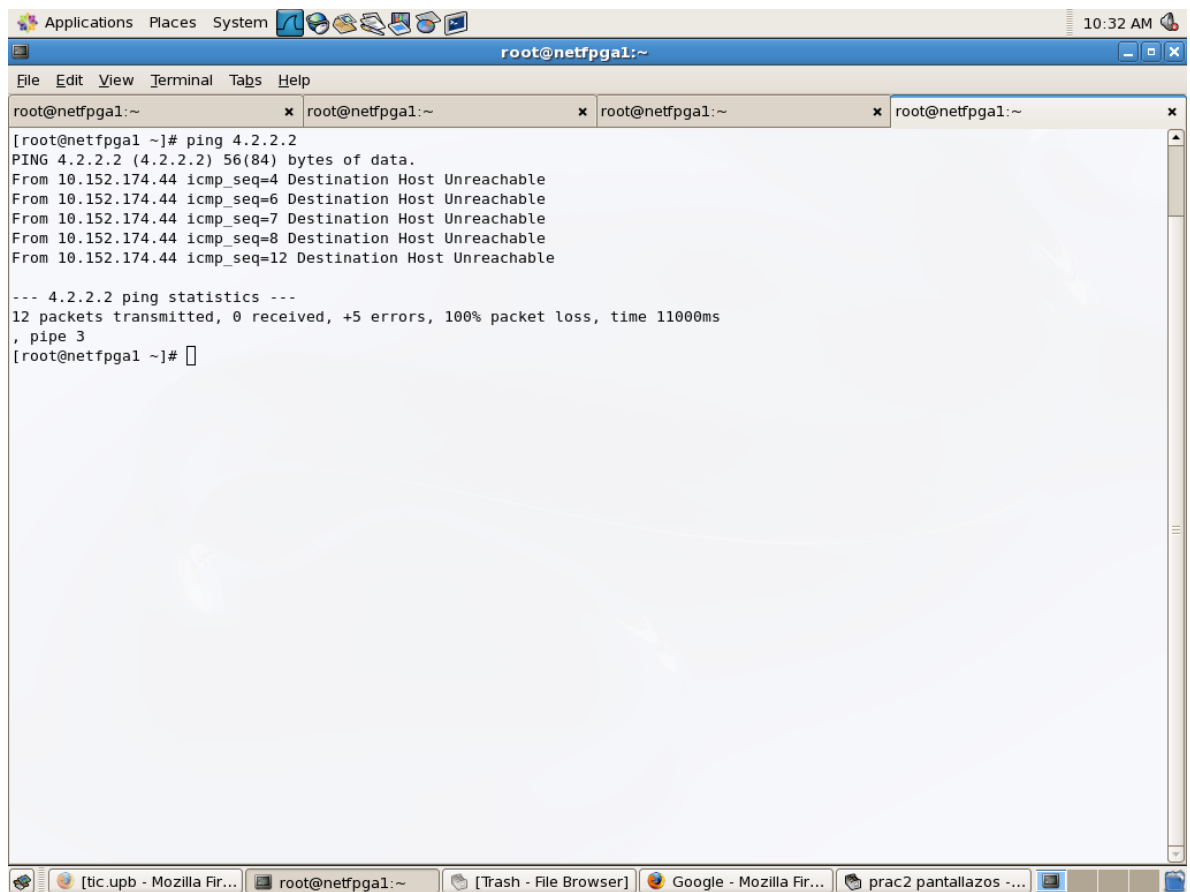 Applications Places System 10:32 AM
root@netfpga1:~
File Edit View Terminal Tabs Help
root@netfpga1:~ root@netfpga1:~ root@netfpga1:~ root@netfpga1:~
[root@netfpga1 ~]# ping 4.2.2.2
PING 4.2.2.2 (4.2.2.2) 56(84) bytes of data.
From 10.152.174.44 icmp_seq=4 Destination Host Unreachable
From 10.152.174.44 icmp_seq=6 Destination Host Unreachable
From 10.152.174.44 icmp_seq=7 Destination Host Unreachable
From 10.152.174.44 icmp_seq=8 Destination Host Unreachable
From 10.152.174.44 icmp_seq=12 Destination Host Unreachable
--- 4.2.2.2 ping statistics ---
12 packets transmitted, 0 received, +5 errors, 100% packet loss, time 11000ms
, pipe 3
[root@netfpga1 ~]#
[tic.upb - Mozilla Fir... root@netfpga1:~ [Trash - File Browser] Google - Mozilla Fir... prac2 pantallazos -...